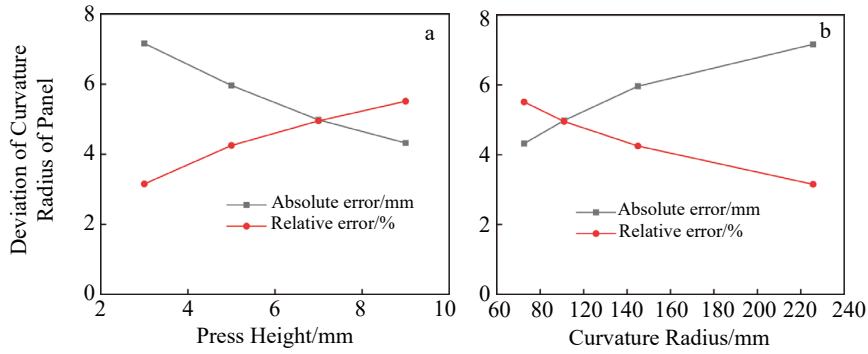 Deviation of Curvature
Radius of Panel
8
6
4
2
0
a
Absolute error/mm
Relative error/%
2 4 6 8 10
Press Height/mm
8
6
4
2
0
b
Absolute error/mm
Relative error/%
60 80 100 120 140 160 180 200 220 240
Curvature Radius/mm